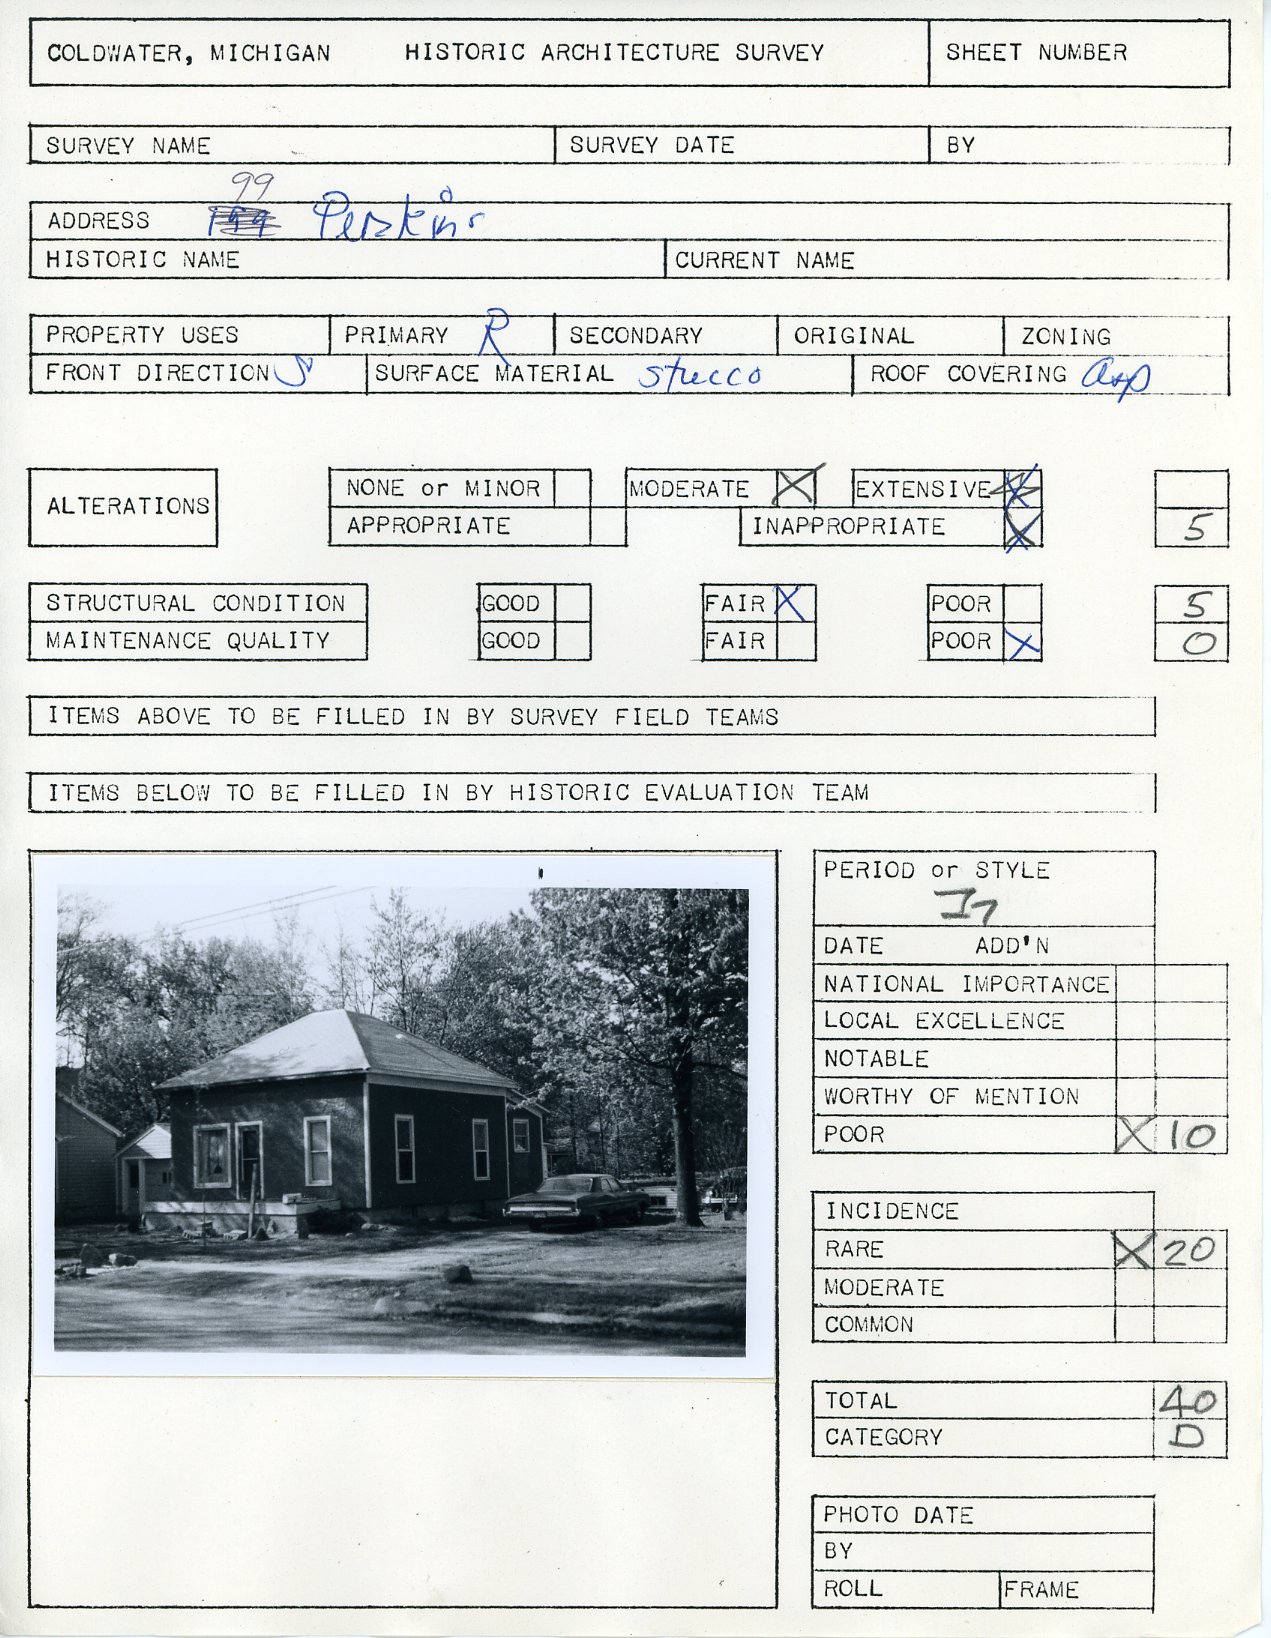 COLDWATER, MICHIGAN HISTORIC ARCHITECTURE SURVEY SHEET NUMBER
SURVEY NAME SURVEY DATE BY
99
ADDRESS Perkins
HISTORIC NAME CURRENT NAME
PROPERTY USES PRIMARY R SECONDARY ORIGINAL ZONING
FRONT DIRECTION S SURFACE MATERIAL stucco ROOF COVERING Asp
ALTERATIONS NONE or MINOR MODERATE X EXTENSIVE X
APPROPRIATE INAPPROPRIATE X 5
STRUCTURAL CONDITION GOOD FAIR X POOR 5
MAINTENANCE QUALITY GOOD FAIR POOR X 0
ITEMS ABOVE TO BE FILLED IN BY SURVEY FIELD TEAMS
ITEMS BELOW TO BE FILLED IN BY HISTORIC EVALUATION TEAM
PERIOD or STYLE
DATE ADD'N
NATIONAL IMPORTANCE
LOCAL EXCELLENCE
NOTABLE
WORTHY OF MENTION
POOR X 10
INCIDENCE
RARE X 20
MODERATE
COMMON
TOTAL 40
CATEGORY D
PHOTO DATE
BY
ROLL FRAME